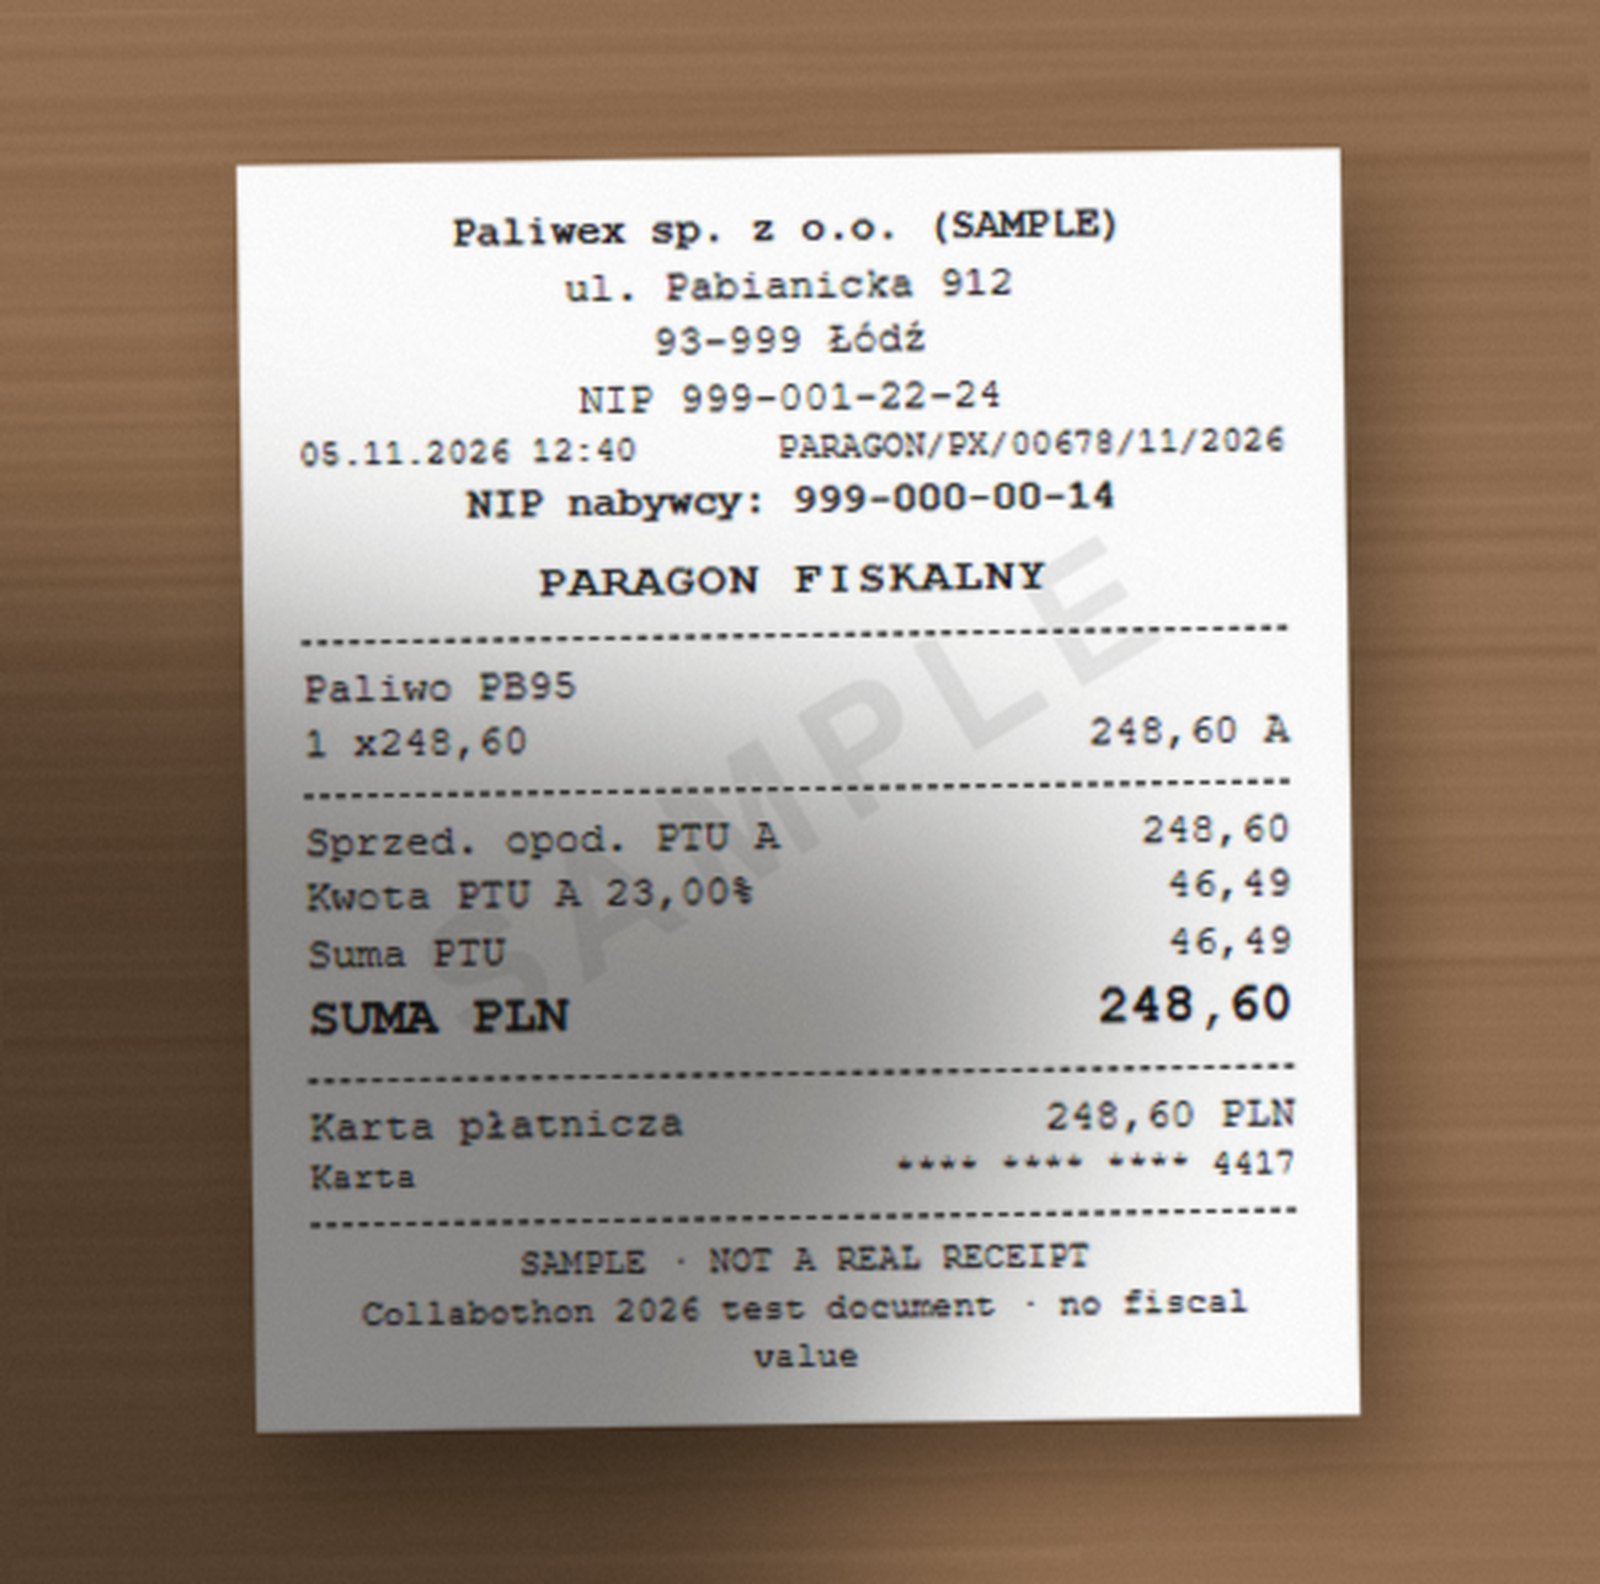 Paliwex sp. z o.o. (SAMPLE)
ul. Pabianicka 912
93-999 Łódź
NIP 999-001-22-24
05.11.2026 12:40 PARAGON/PX/00678/11/2026
NIP nabywcy: 999-000-00-14
PARAGON FISKALNY
Paliwo PB95
1 x248,60 248,60 A
Sprzed. opod. PTU A 248,60
Kwota PTU A 23,00% 46,49
Suma PTU 46,49
SUMA PLN 248,60
Karta płatnicza 248,60 PLN
Karta **** **** **** 4417
SAMPLE · NOT A REAL RECEIPT
Collabothon 2026 test document · no fiscal
value
SAMPLE